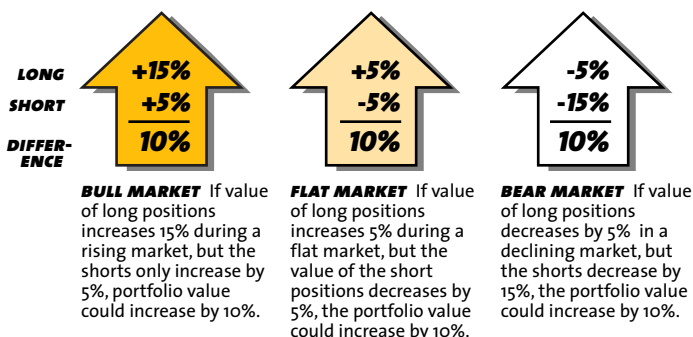 LONG +15% +5% -5%
SHORT +5% -5% -15%
DIFFER-
ENCE 10% 10% 10%
BULL MARKET If value
of long positions
increases 15% during a
rising market, but the
shorts only increase by
5%, portfolio value
could increase by 10%.
FLAT MARKET If value
of long positions
increases 5% during a
flat market, but the
value of the short
positions decreases by
5%, the portfolio value
could increase by 10%.
BEAR MARKET If value
of long positions
decreases by 5% in a
declining market, but
the shorts decrease by
15%, the portfolio value
could increase by 10%.